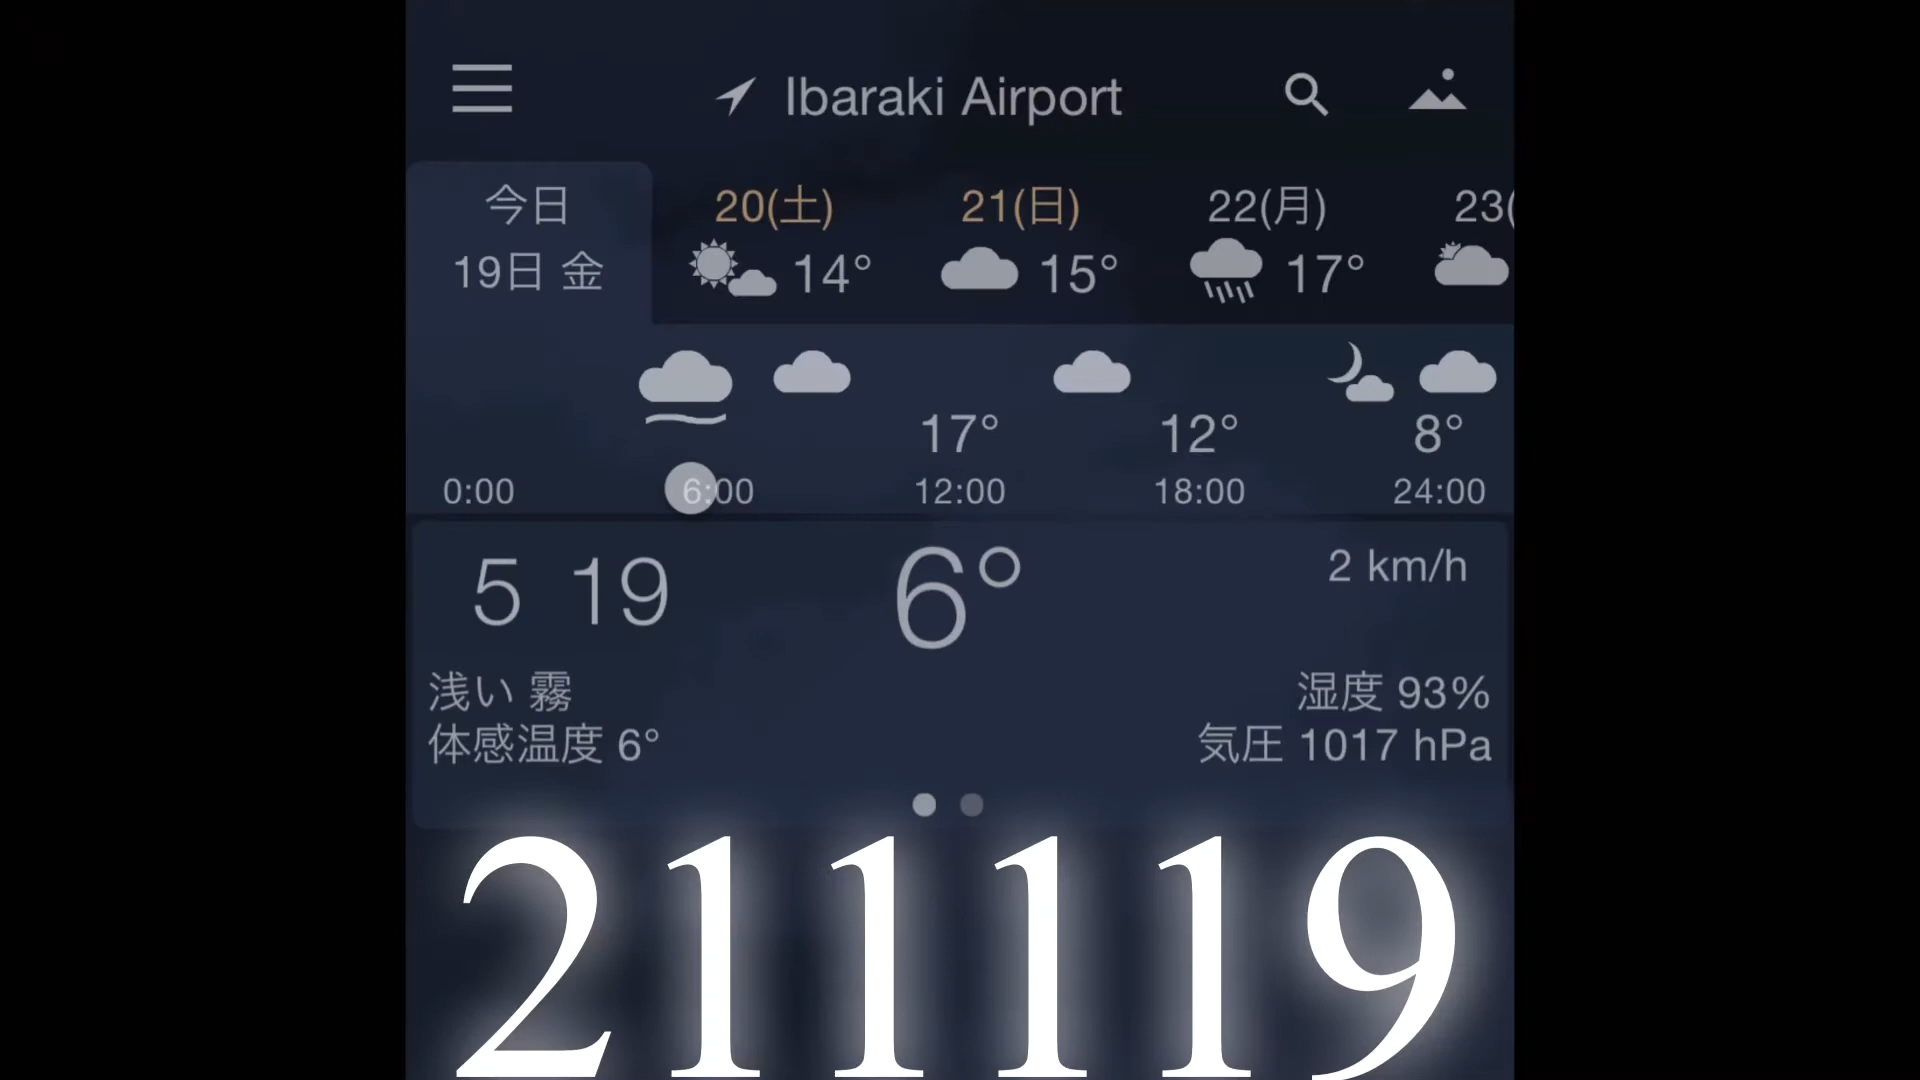 Ibaraki Airport
今日 20(土) 21(日) 22(月) 23(
19日 金 14° 15° 17°
17° 12° 8°
0:00 6:00 12:00 18:00 24:00
5 19 6° 2 km/h
浅い 霧 湿度 93%
体感温度 6° 気圧 1017 hPa
211119